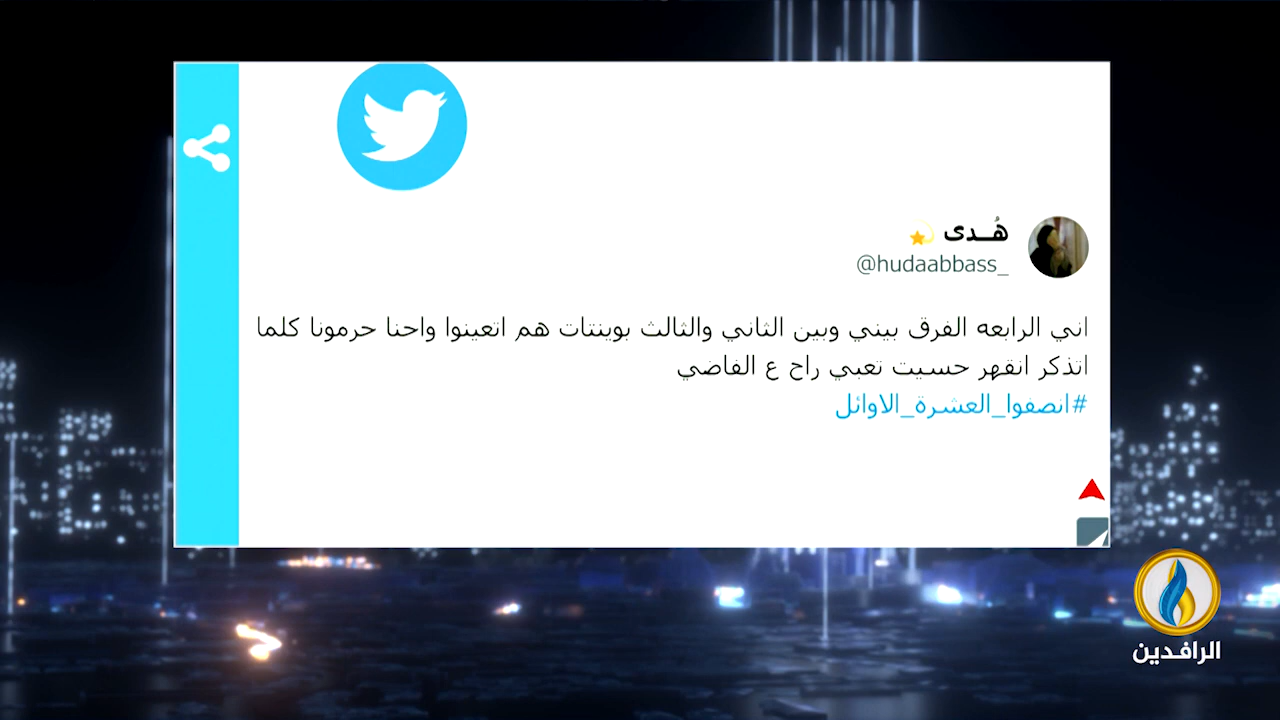 هُـدى
@hudaabbass_
اني الرابعه الفرق بيني وبين الثاني والثالث بوينتات هم اتعينوا واحنا حرمونا كلما
اتذكر انقهر حسيت تعبي راح ع الفاضي
#انصفوا_العشرة_الاوائل
الرافدين